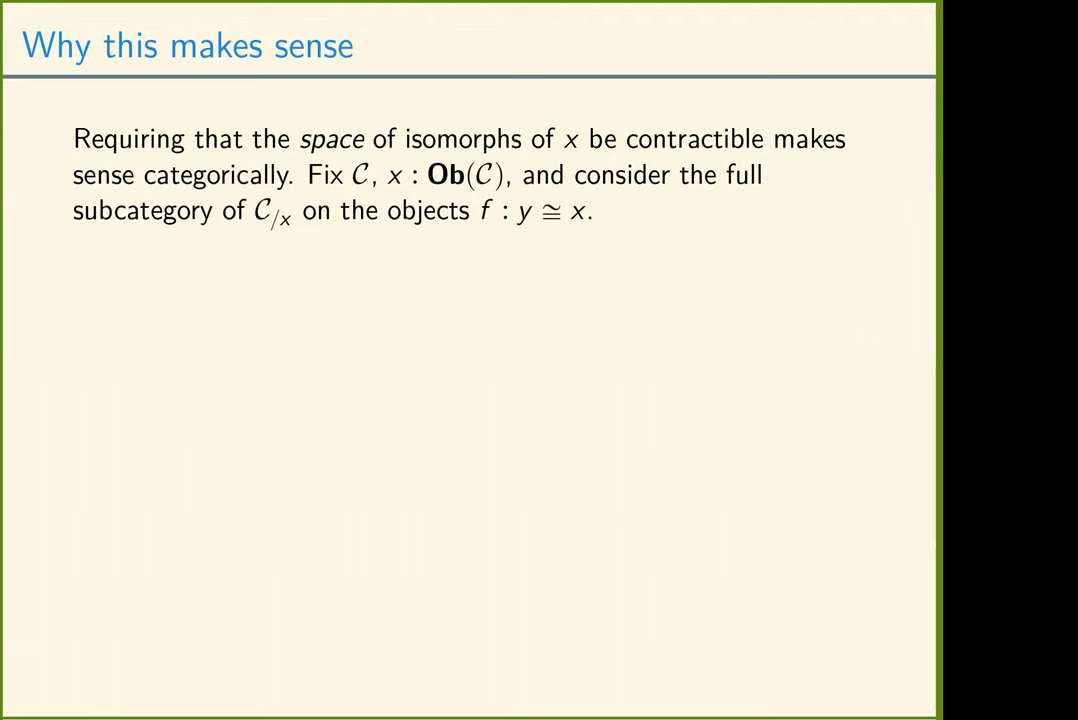 Why this makes sense
Requiring that the space of isomorphs of x be contractible makes
sense categorically. Fix 𝒞, x : Ob(𝒞), and consider the full
subcategory of 𝒞/x on the objects f : y ≅ x.